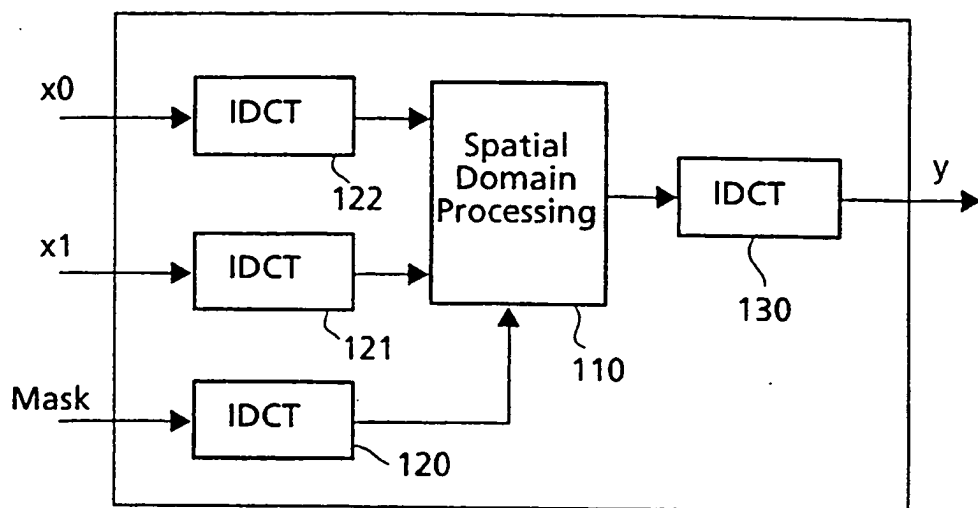 x0
IDCT
122
Spatial
Domain
Processing
110
IDCT
130
y
x1
IDCT
121
Mask
IDCT
120